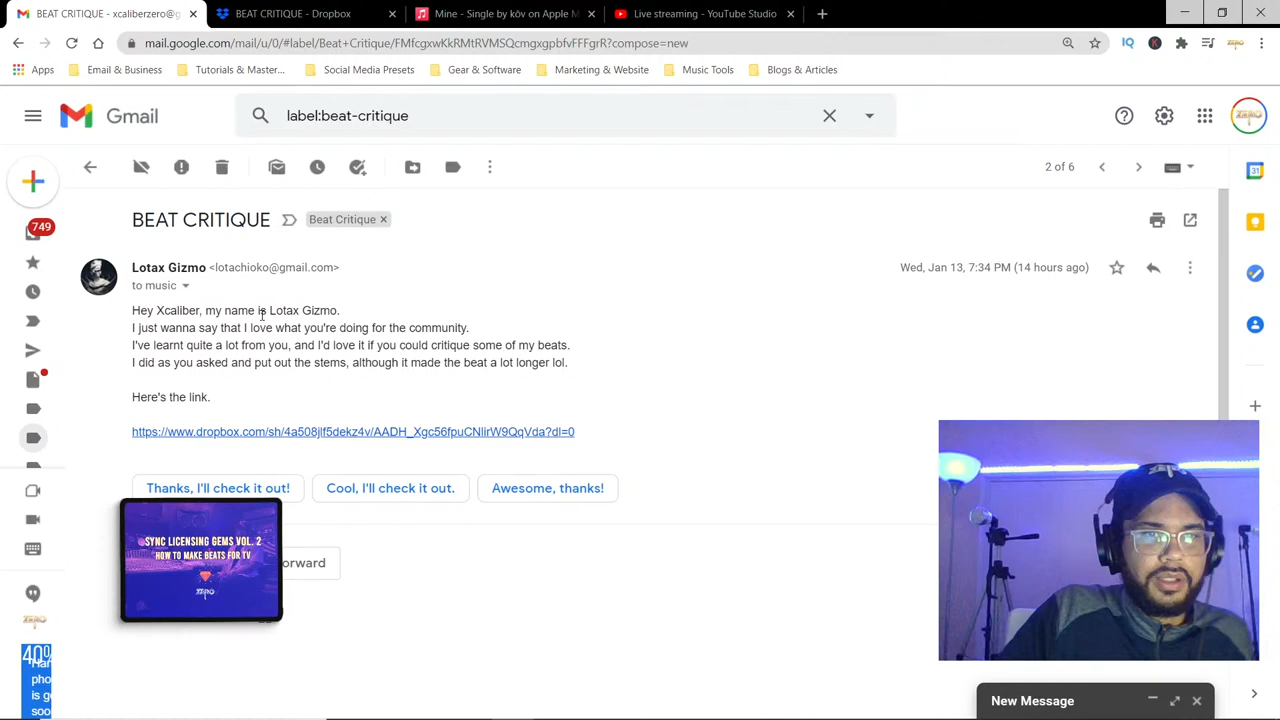 BEAT CRITIQUE - xcaliberzero@g
BEAT CRITIQUE - Dropbox
Mine - Single by kóv on Apple M
Live streaming - YouTube Studio
mail.google.com/mail/u/0/#label/Beat+Critique/
Apps
Email & Business
Tutorials & Master...
Social Media Presets
Gear & Software
Marketing & Website
Music Tools
Blogs & Articles
Gmail
label:beat-critique
2 of 6
749
BEAT CRITIQUE
Beat Critique
Lotax Gizmo <lotachioko@gmail.com>
Wed, Jan 13, 7:34 PM (14 hours ago)
to music
Hey Xcaliber, my name is Lotax Gizmo.
I just wanna say that I love what you're doing for the community.
I've learnt quite a lot from you, and I'd love it if you could critique some of my beats.
I did as you asked and put out the stems, although it made the beat a lot longer lol.
Here's the link.
https://www.dropbox.com/sh/4a508jlf5dekz4v/AADH_Xgc56fpuCNlirW9QqVda?dl=0
Thanks, I'll check it out!
Cool, I'll check it out.
Awesome, thanks!
SYNC LICENSING GEMS VOL. 2
HOW TO MAKE BEATS FOR TV
ZERO
orward
40%
pho
is g
soo
New Message